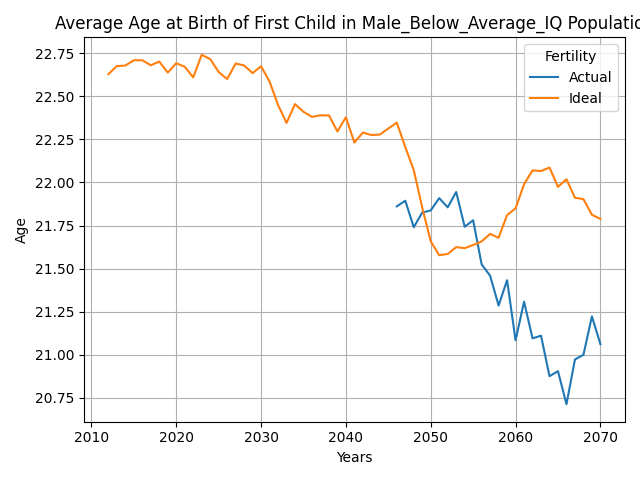 Average Age at Birth of First Child in Male_Below_Average_IQ Populatio
22.75
22.50
22.25
22.00
21.75
21.50
21.25
21.00
20.75
Age
Fertility
Actual
Ideal
2010 2020 2030 2040 2050 2060 2070
Years